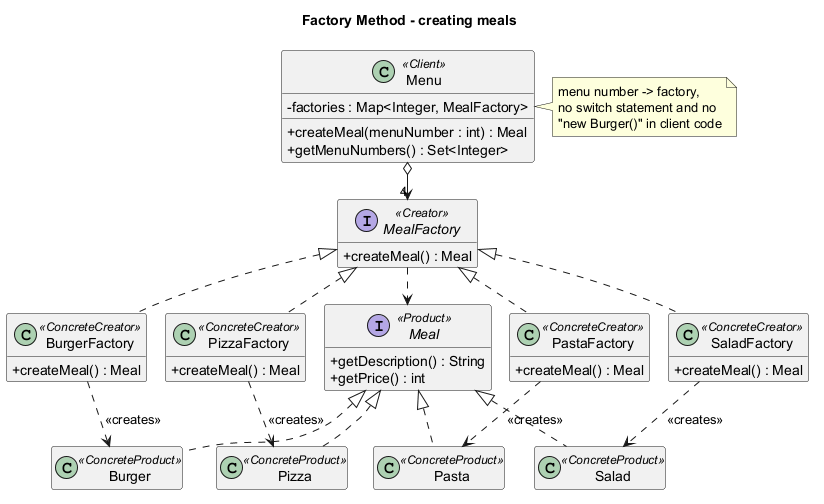 Factory Method - creating meals
C «Client»
Menu
-factories : Map<Integer, MealFactory>
+createMeal(menuNumber : int) : Meal
+getMenuNumbers() : Set<Integer>
menu number -> factory,
no switch statement and no
"new Burger()" in client code
4
I «Creator»
MealFactory
+createMeal() : Meal
C «ConcreteCreator»
BurgerFactory
+createMeal() : Meal
C «ConcreteCreator»
PizzaFactory
+createMeal() : Meal
I «Product»
Meal
+getDescription() : String
+getPrice() : int
C «ConcreteCreator»
PastaFactory
+createMeal() : Meal
C «ConcreteCreator»
SaladFactory
+createMeal() : Meal
«creates»
«creates»
«creates»
«creates»
C «ConcreteProduct»
Burger
C «ConcreteProduct»
Pizza
C «ConcreteProduct»
Pasta
C «ConcreteProduct»
Salad